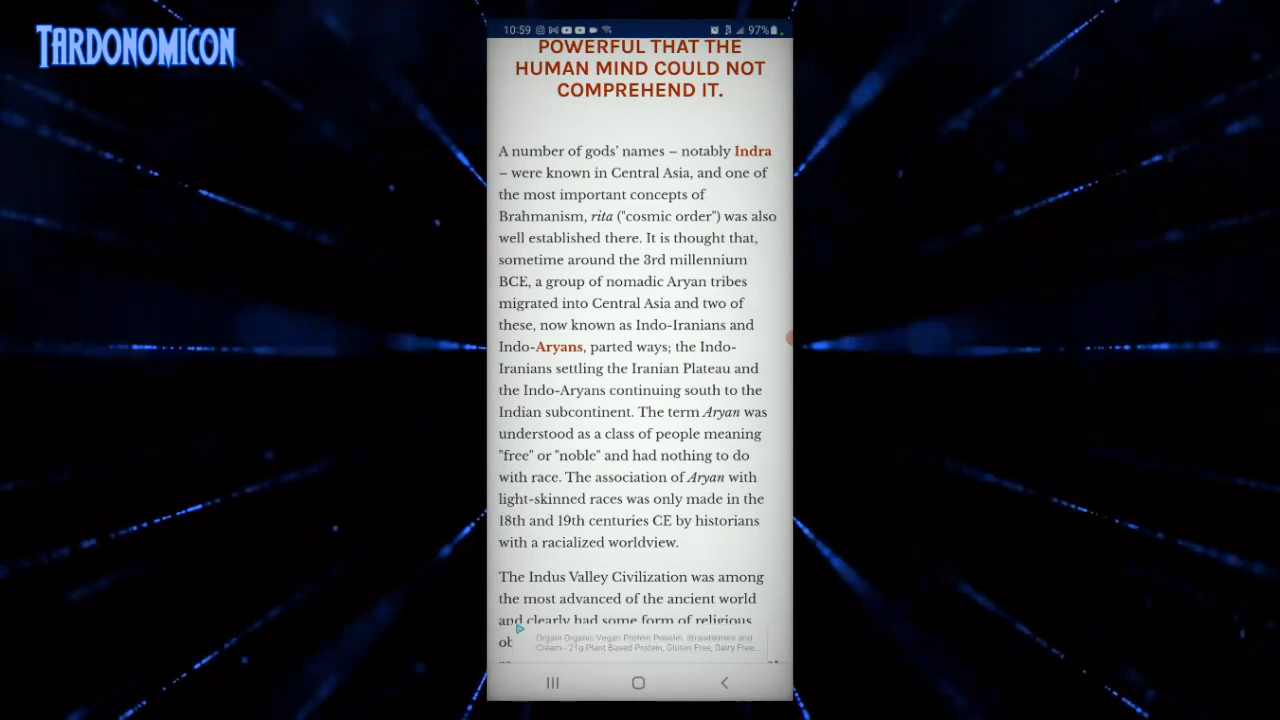 TARDONOMICON
10:59
97%
POWERFUL THAT THE
HUMAN MIND COULD NOT
COMPREHEND IT.
A number of gods' names – notably Indra
– were known in Central Asia, and one of
the most important concepts of
Brahmanism, rita ("cosmic order") was also
well established there. It is thought that,
sometime around the 3rd millennium
BCE, a group of nomadic Aryan tribes
migrated into Central Asia and two of
these, now known as Indo-Iranians and
Indo-Aryans, parted ways; the Indo-
Iranians settling the Iranian Plateau and
the Indo-Aryans continuing south to the
Indian subcontinent. The term Aryan was
understood as a class of people meaning
"free" or "noble" and had nothing to do
with race. The association of Aryan with
light-skinned races was only made in the
18th and 19th centuries CE by historians
with a racialized worldview.
The Indus Valley Civilization was among
the most advanced of the ancient world
and clearly had some form of religious
Orgain Organic Vegan Protein Powder, Strawberries and
Cream - 21g Plant Based Protein, Gluten Free, Dairy Free...